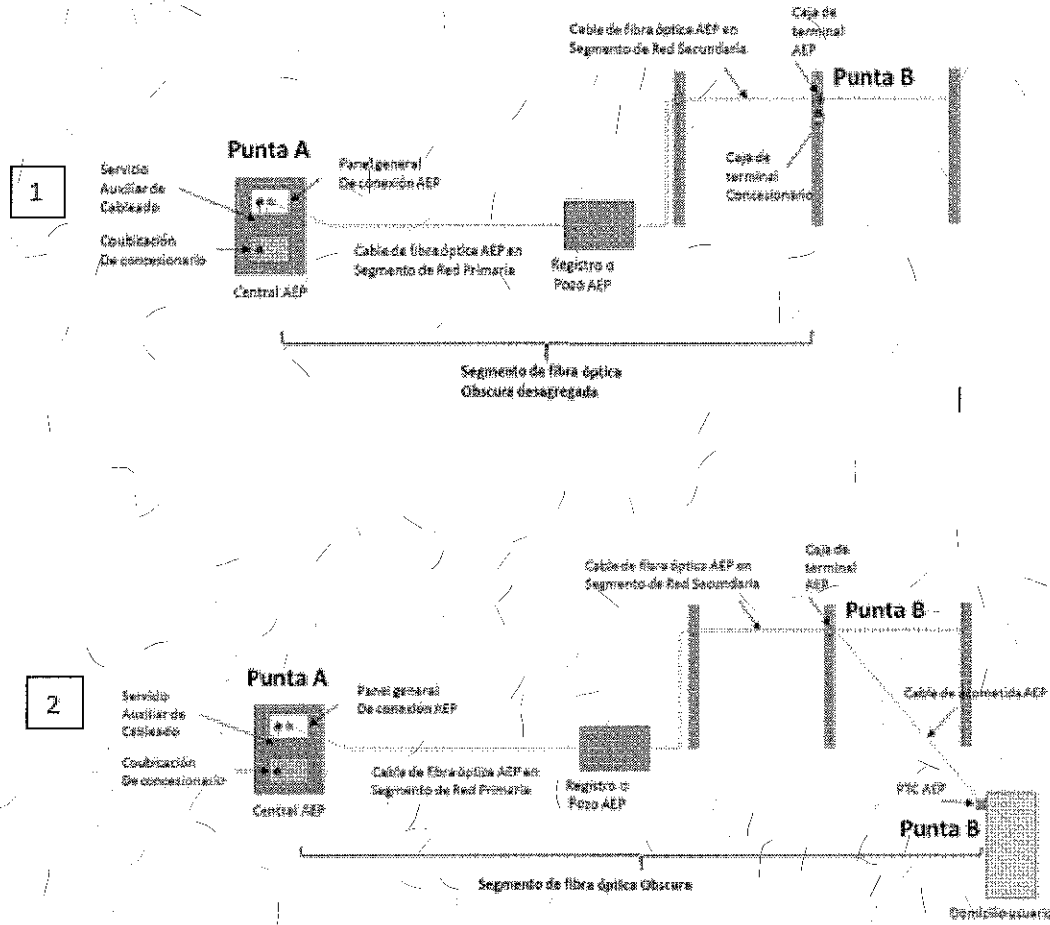 Cable de fibra óptica AEP en
Segmento de Red Secundaria
Caja de
terminal
AEP
Punta B
Punta A
1
Servicio
Auxiliar de
Cableado
Panel general
De conexión AEP
Caja de
terminal
Concesionario
Coubicación
De concesionario
Cable de fibra óptica AEP en
Segmento de Red Primaria
Registro o
Pozo AEP
Central AEP
Segmento de fibra óptica
Obscura desagregada
Cable de fibra óptica AEP en
Segmento de Red Secundaria
Caja de
terminal
AEP
Punta B
Punta A
2
Servicio
Auxiliar de
Cableado
Panel general
De conexión AEP
Cable de acometida AEP
Coubicación
De concesionario
Cable de fibra óptica AEP en
Segmento de Red Primaria
Registro o
Pozo AEP
Central AEP
PTC AEP
Punta B
Segmento de fibra óptica Obscura
Domicilio usuario